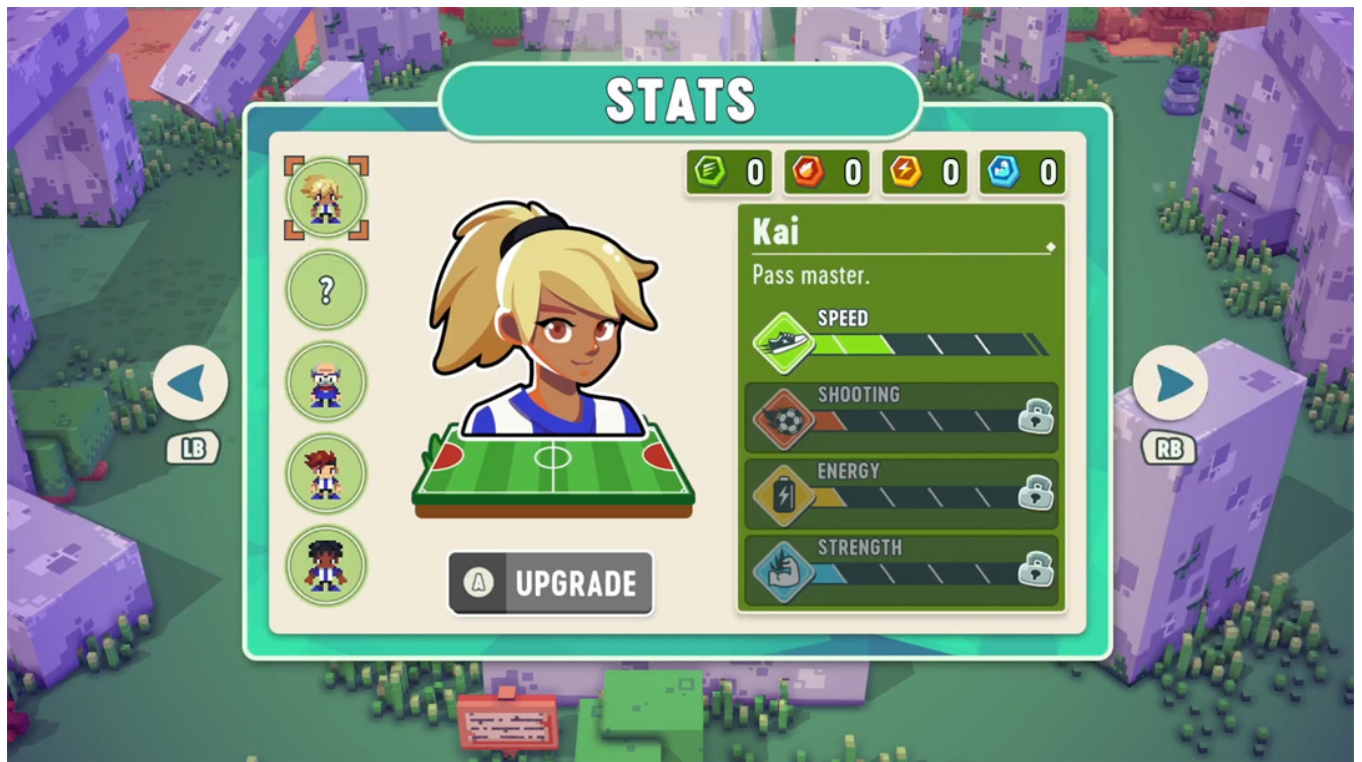 STATS
0 0 0 0
?
Kai
Pass master.
SPEED
SHOOTING
ENERGY
STRENGTH
LB
RB
A UPGRADE